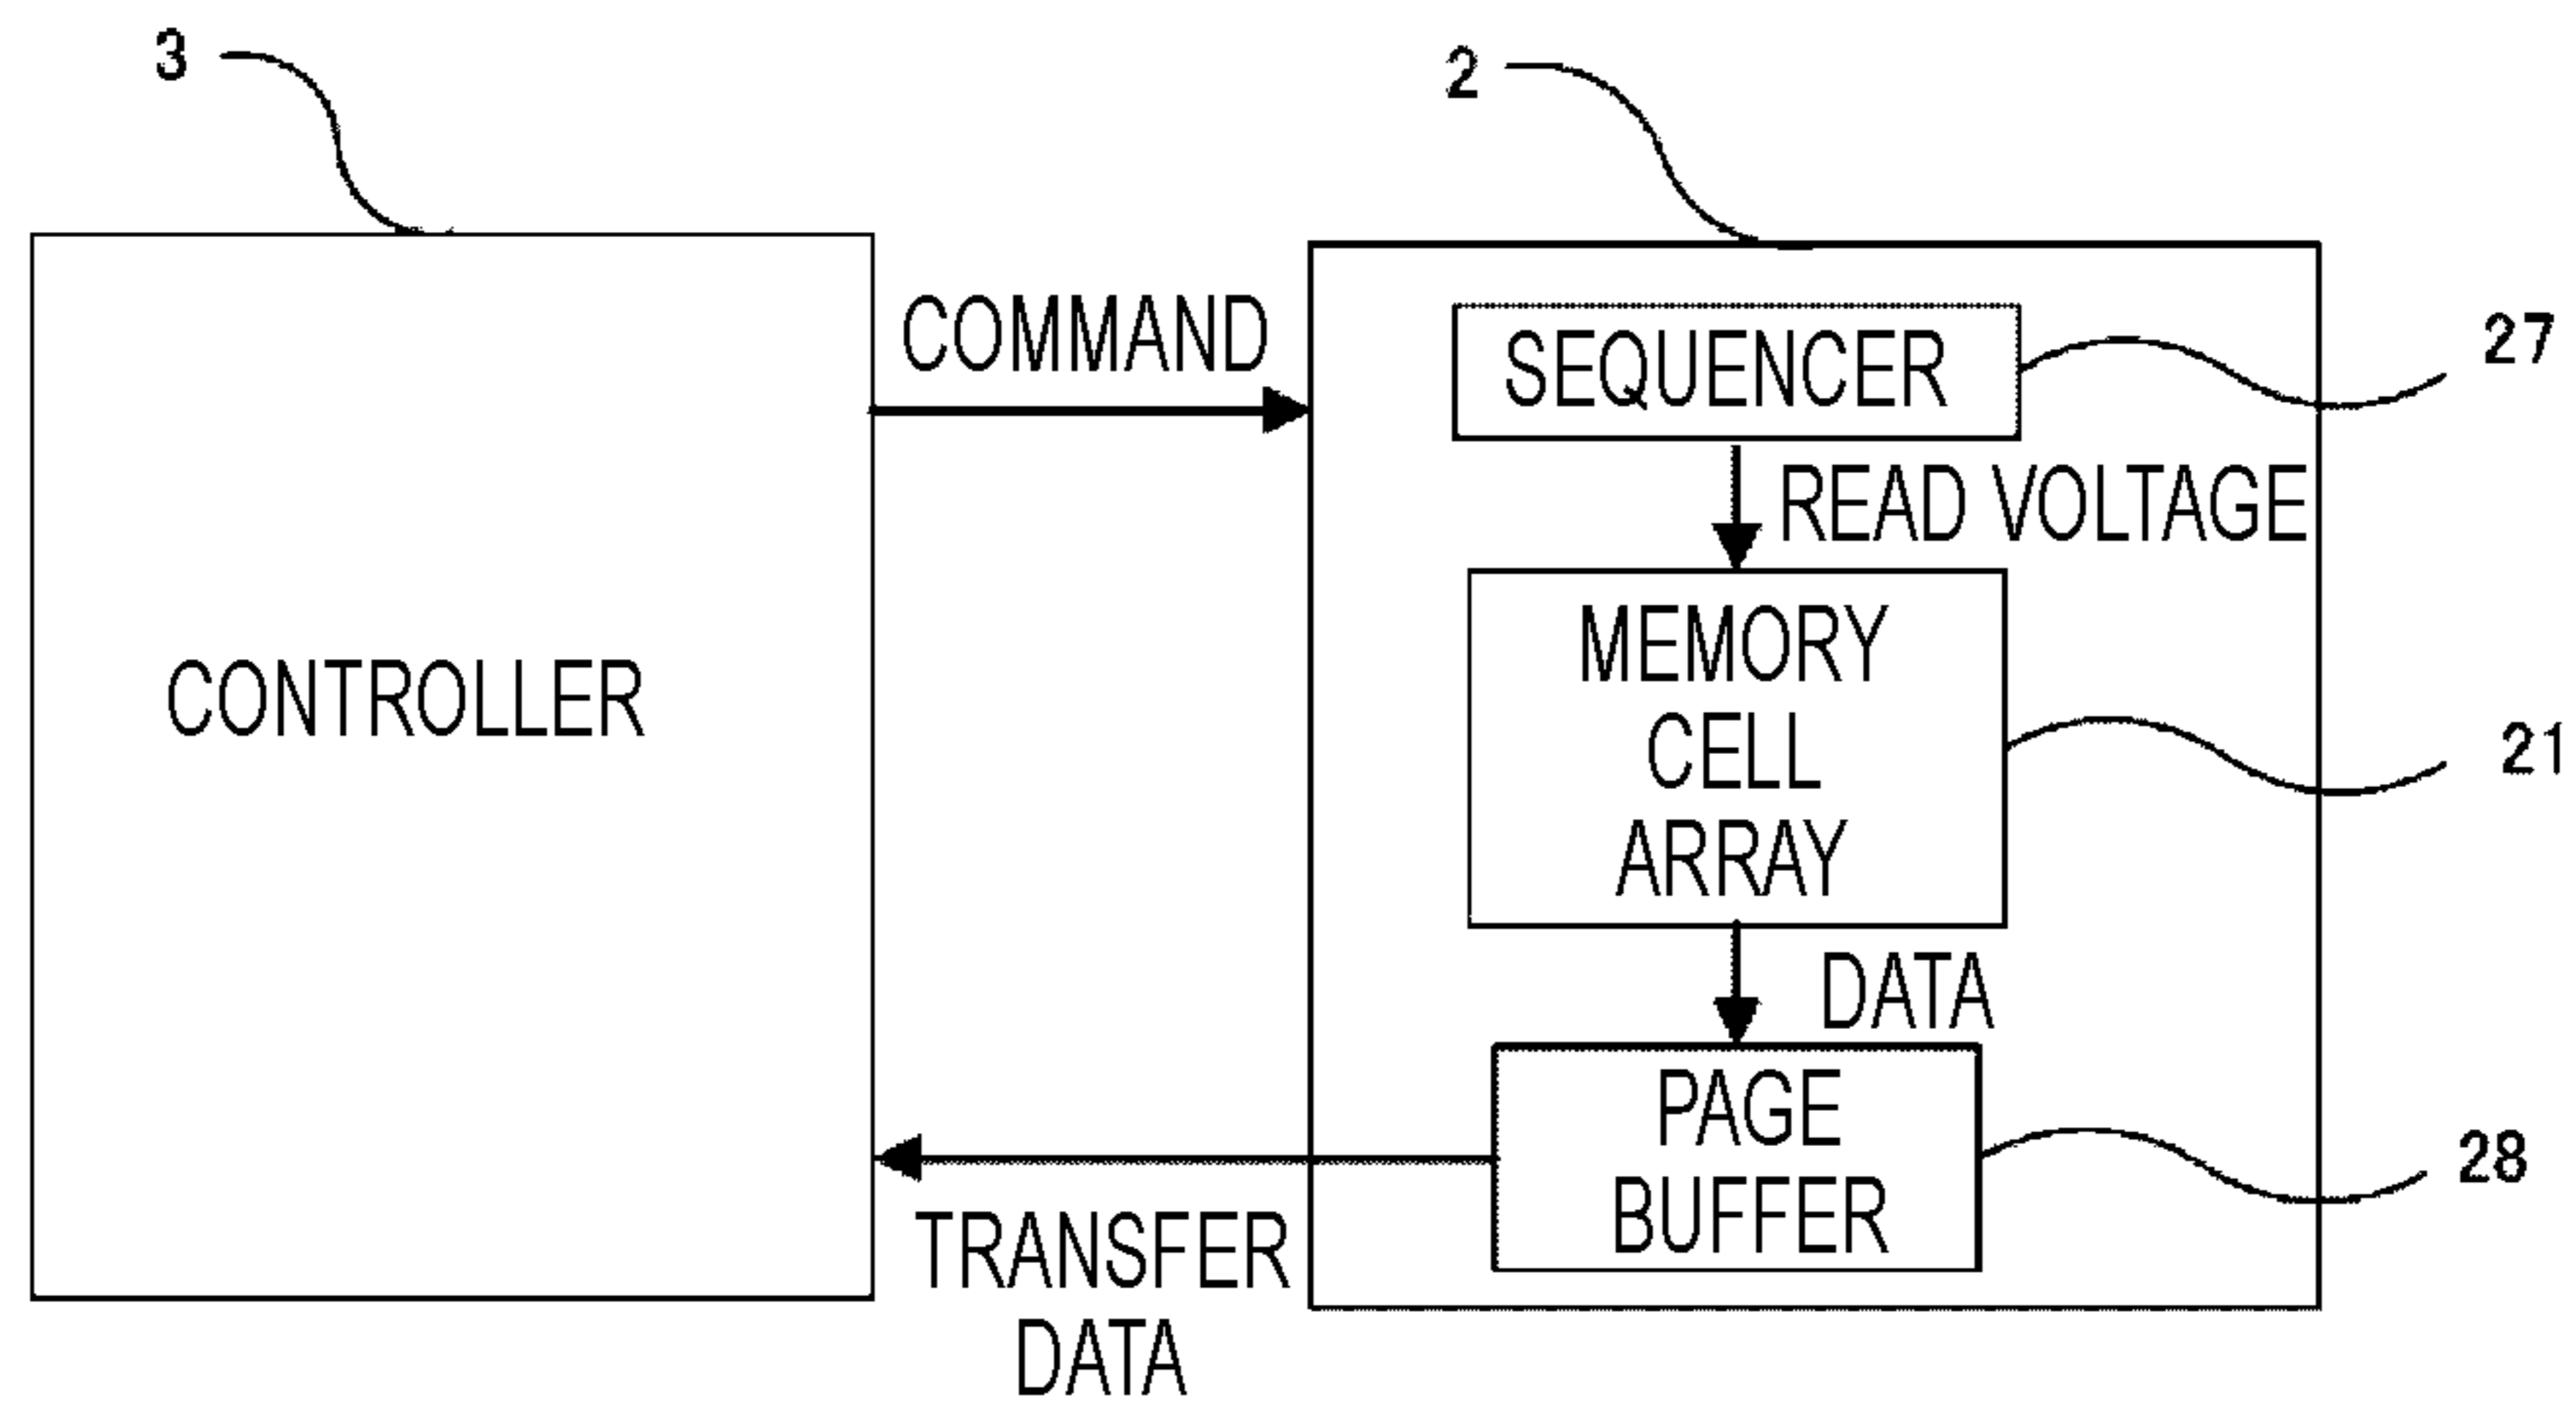 3
2
COMMAND
SEQUENCER
27
READ VOLTAGE
CONTROLLER
MEMORY
CELL
ARRAY
21
DATA
PAGE
BUFFER
28
TRANSFER
DATA